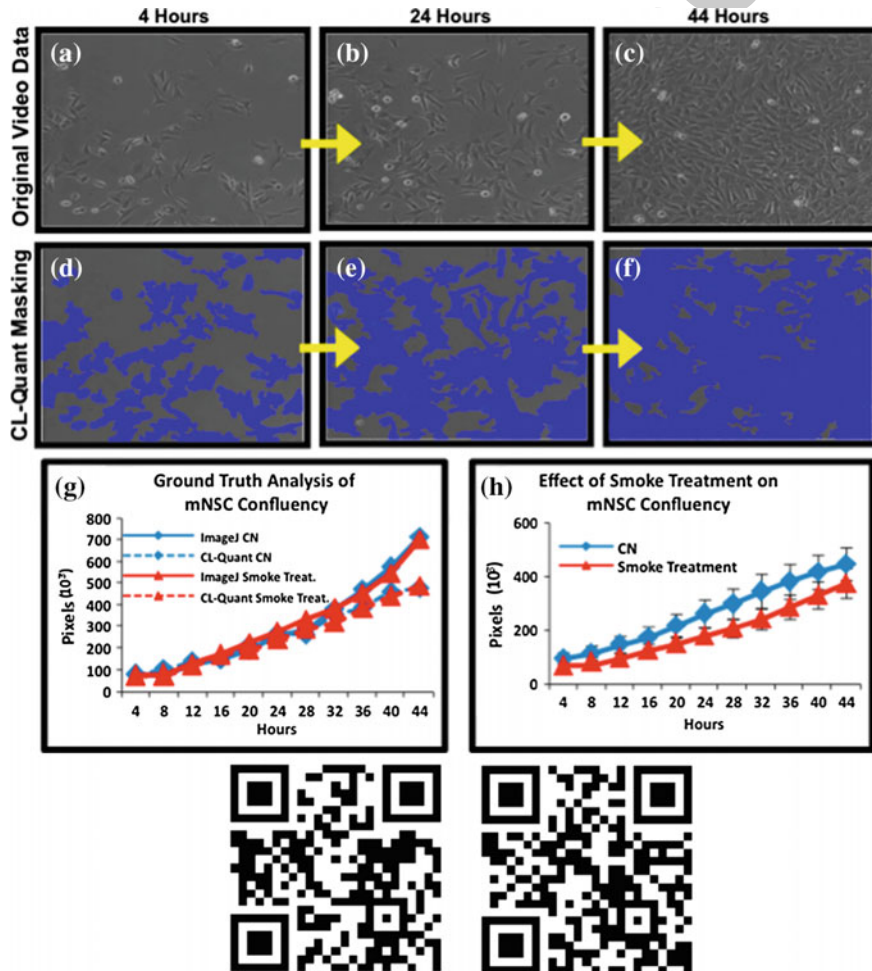 4 Hours
24 Hours
44 Hours
Original Video Data
(a)
(b)
(c)
CL-Quant Masking
(d)
(e)
(f)
(g)
Ground Truth Analysis of
mNSC Confluency
800
700
600
500
400
300
200
100
0
Pixels (10³)
ImageJ CN
CL-Quant CN
ImageJ Smoke Treat.
CL-Quant Smoke Treat.
4 8 12 16 20 24 28 32 36 40 44
Hours
(h)
Effect of Smoke Treatment on
mNSC Confluency
600
400
200
0
Pixels (10³)
CN
Smoke Treatment
4 8 12 16 20 24 28 32 36 40 44
Hours